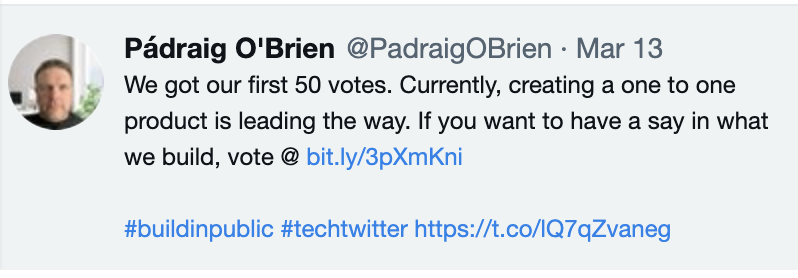 Pádraig O'Brien @PadraigOBrien · Mar 13
We got our first 50 votes. Currently, creating a one to one
product is leading the way. If you want to have a say in what
we build, vote @ bit.ly/3pXmKni
#buildinpublic #techtwitter https://t.co/lQ7qZvaneg